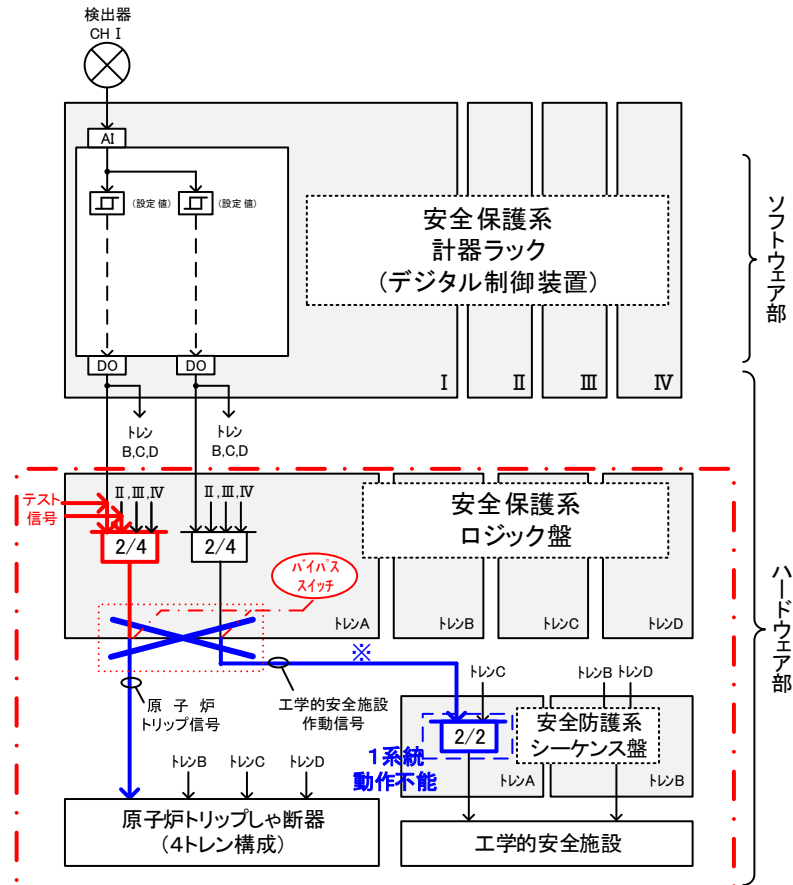 検出器
CH I
AI
(設定値)
(設定値)
安全保護系
計器ラック
(デジタル制御装置)
DO
DO
I
II
III
IV
ソフトウェア部
トレン
B,C,D
トレン
B,C,D
テスト
信号
II,III,IV
II,III,IV
2/4
2/4
安全保護系
ロジック盤
バイパス
スイッチ
トレンA
トレンB
トレンC
トレンD
ハードウェア部
※
原子炉
トリップ信号
工学的安全施設
作動信号
トレンC
トレンB
トレンD
2/2
安全防護系
シーケンス盤
1系統
動作不能
トレンA
トレンB
トレンB
トレンC
トレンD
原子炉トリップしゃ断器
(4トレン構成)
工学的安全施設